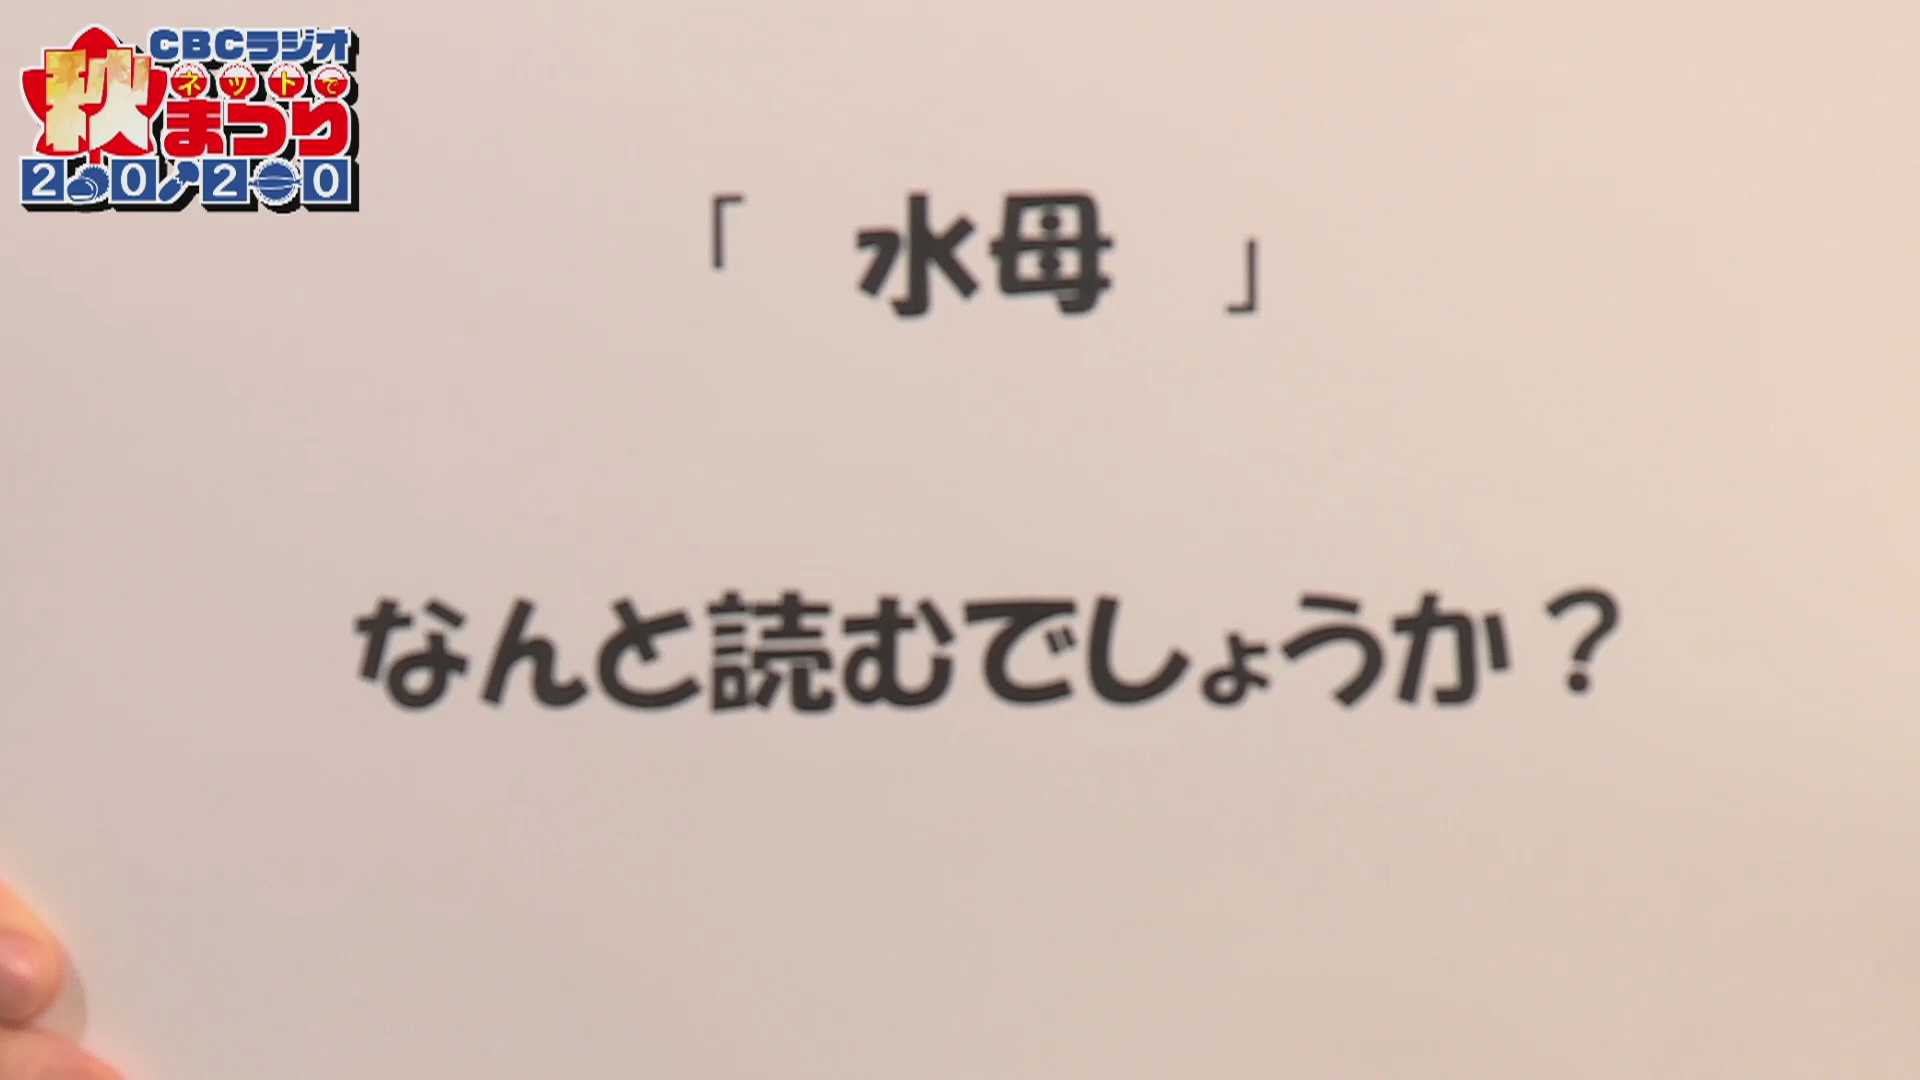 CBCラジオ
秋
ネットで
まつり
2020
「 水母 」
なんと読むでしょうか？